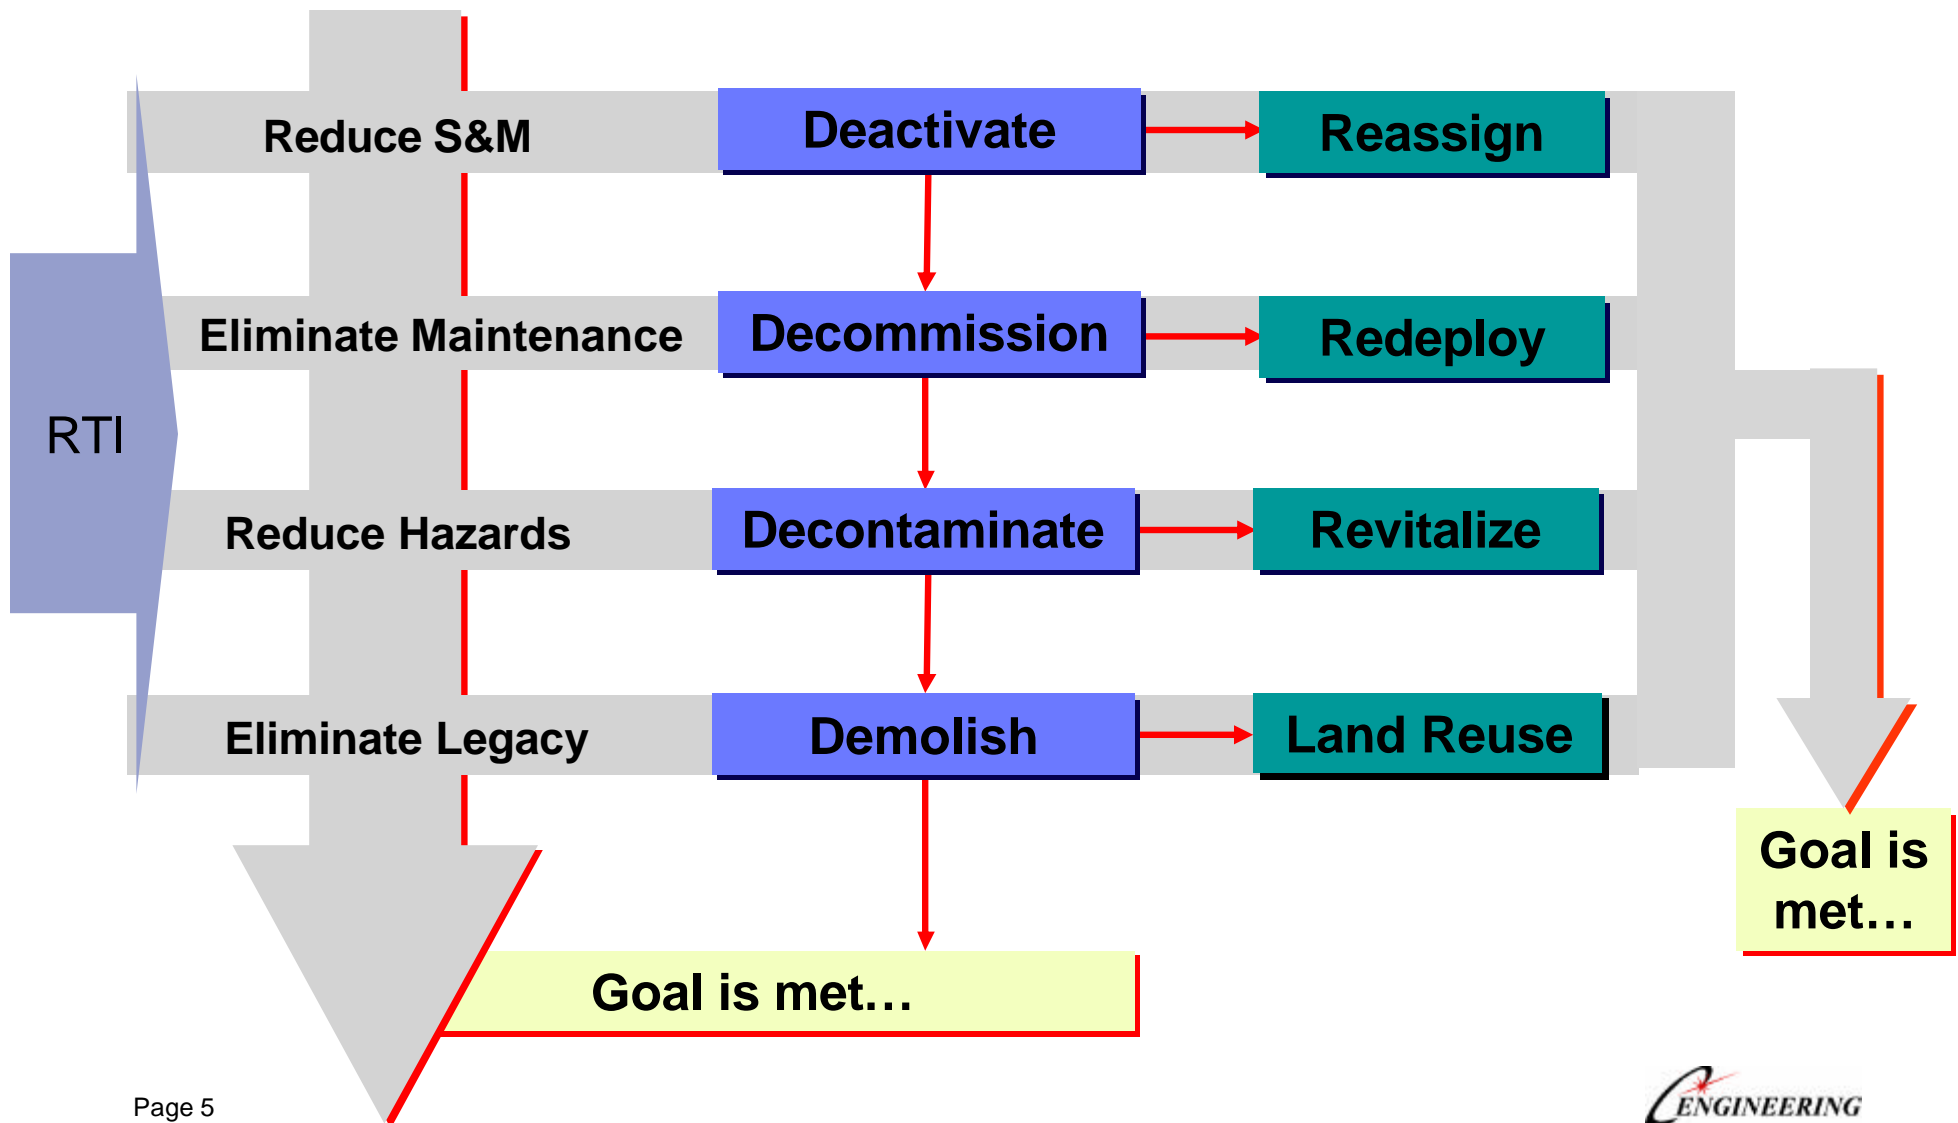 Reduce S&M
Deactivate
Reassign
Eliminate Maintenance
Decommission
Redeploy
RTI
Reduce Hazards
Decontaminate
Revitalize
Eliminate Legacy
Demolish
Land Reuse
Goal is
met…
Goal is met…
Page 5
ENGINEERING